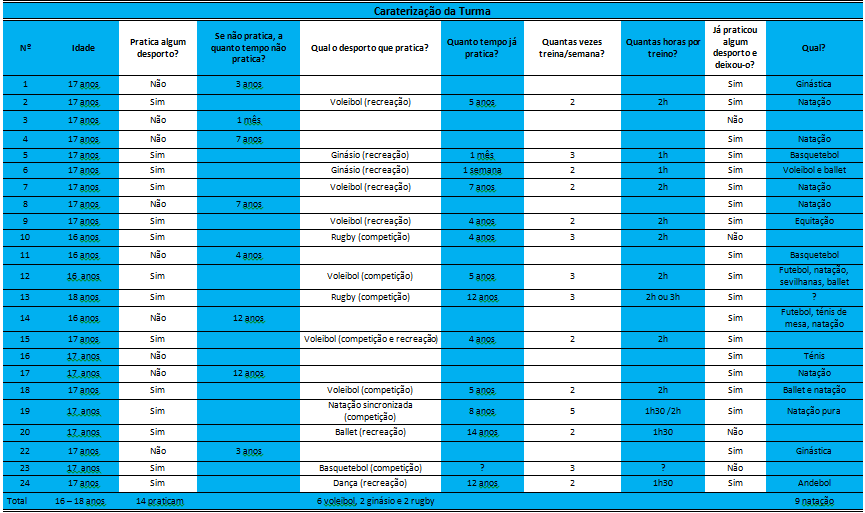 Caraterização da Turma
Nº Idade Pratica algum desporto? Se não pratica, a quanto tempo não pratica? Qual o desporto que pratica? Quanto tempo já pratica? Quantas vezes treina/semana? Quantas horas por treino? Já praticou algum desporto e deixou-o? Qual?
1 17 anos Não 3 anos Sim Ginástica
2 17 anos Sim Voleibol (recreação) 5 anos 2 2h Sim Natação
3 17 anos Não 1 mês Não
4 17 anos Não 7 anos Sim Natação
5 17 anos Sim Ginásio (recreação) 1 mês 3 1h Sim Basquetebol
6 17 anos Sim Ginásio (recreação) 1 semana 2 1h Sim Voleibol e ballet
7 17 anos Sim Voleibol (recreação) 7 anos 2 2h Sim Natação
8 17 anos Não 7 anos Sim Natação
9 17 anos Sim Voleibol (recreação) 4 anos 2 2h Sim Equitação
10 16 anos Sim Rugby (competição) 4 anos 3 2h Não
11 16 anos Não 4 anos Sim Basquetebol
12 16 anos Sim Voleibol (competição) 5 anos 3 2h Sim Futebol, natação, sevilhanas, ballet
13 18 anos Sim Rugby (competição) 12 anos 3 2h ou 3h Sim ?
14 16 anos Não 12 anos Sim Futebol, ténis de mesa, natação
15 17 anos Sim Voleibol (competição e recreação) 4 anos 2 2h Sim
16 17 anos Não Sim Ténis
17 17 anos Não 12 anos Sim Natação
18 17 anos Sim Voleibol (competição) 5 anos 2 2h Sim Ballet e natação
19 17 anos Sim Natação sincronizada (competição) 8 anos 5 1h30 /2h Sim Natação pura
20 17 anos Sim Ballet (recreação) 14 anos 2 1h30 Não
22 17 anos Não 3 anos Sim Ginástica
23 17 anos Sim Basquetebol (competição) ? 3 ? Não
24 17 anos Sim Dança (recreação) 12 anos 2 1h30 Sim Andebol
Total 16 – 18 anos 14 praticam 6 voleibol, 2 ginásio e 2 rugby 9 natação